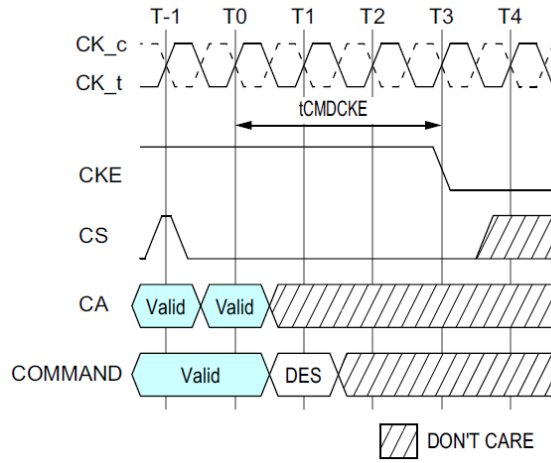 T-1 T0 T1 T2 T3 T4
CK_c
CK_t
tCMDCKE
CKE
CS
CA Valid Valid
COMMAND Valid DES
DON'T CARE